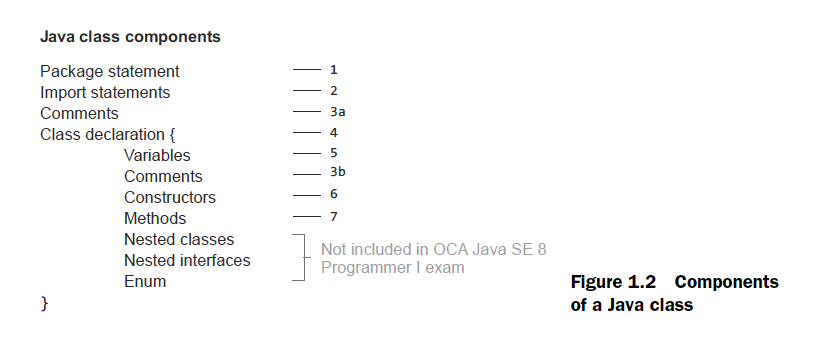 Java class components
Package statement 1
Import statements 2
Comments 3a
Class declaration { 4
Variables 5
Comments 3b
Constructors 6
Methods 7
Nested classes
Nested interfaces
Enum
}
Not included in OCA Java SE 8
Programmer I exam
Figure 1.2 Components
of a Java class